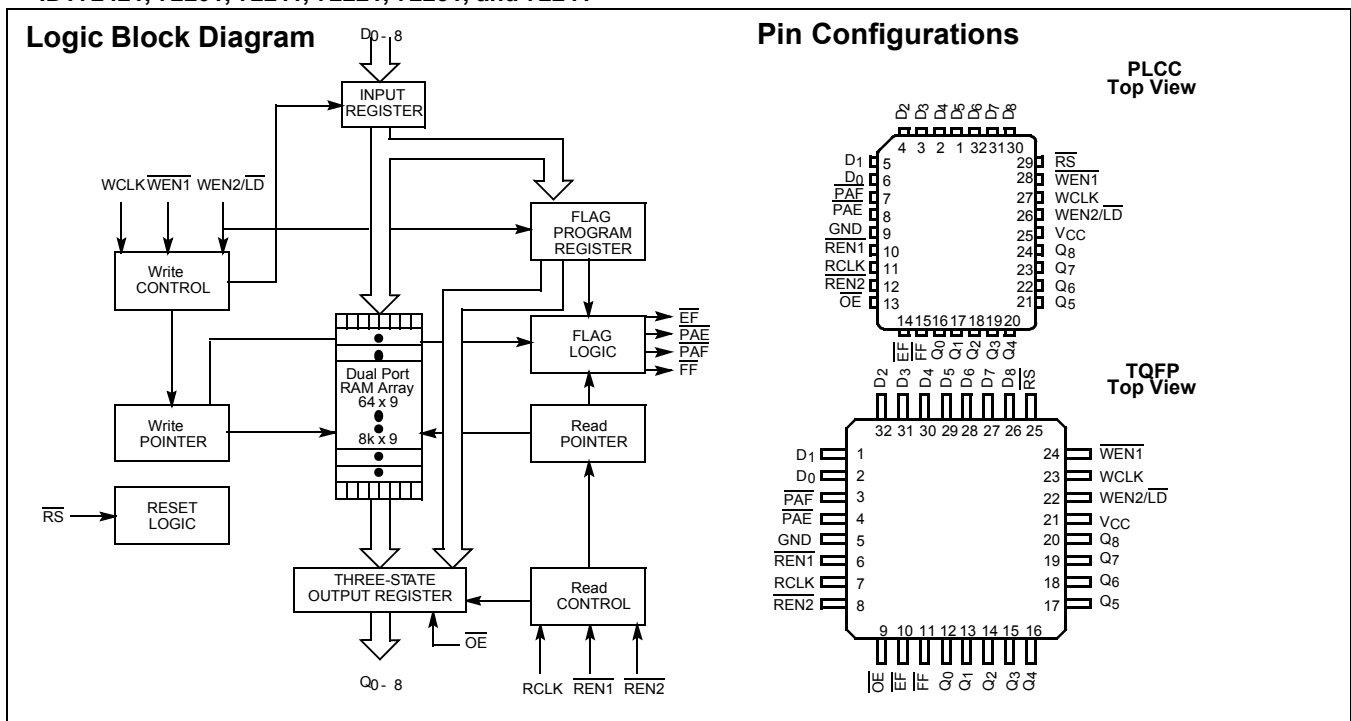 Logic Block Diagram
D0-8
INPUT
REGISTER
WCLK WEN1 WEN2/LD
FLAG
PROGRAM
REGISTER
Write
CONTROL
FLAG
LOGIC
EF
PAE
PAF
FF
Dual Port
RAM Array
64 x 9
8k x 9
Write
POINTER
Read
POINTER
RS
RESET
LOGIC
THREE-STATE
OUTPUT REGISTER
Read
CONTROL
OE
Q0-8
RCLK REN1 REN2
Pin Configurations
PLCC
Top View
D2 D3 D4 D5 D6 D7 D8
4 3 2 1 32 31 30
D1 5
D0 6
PAF 7
PAE 8
GND 9
REN1 10
RCLK 11
REN2 12
OE 13
29 RS
28 WEN1
27 WCLK
26 WEN2/LD
25 VCC
24 Q8
23 Q7
22 Q6
21 Q5
14 15 16 17 18 19 20
EF FF Q0 Q1 Q2 Q3 Q4
TQFP
Top View
D2 D3 D4 D5 D6 D7 D8 RS
32 31 30 29 28 27 26 25
D1 1
D0 2
PAF 3
PAE 4
GND 5
REN1 6
RCLK 7
REN2 8
24 WEN1
23 WCLK
22 WEN2/LD
21 VCC
20 Q8
19 Q7
18 Q6
17 Q5
9 10 11 12 13 14 15 16
OE EF FF Q0 Q1 Q2 Q3 Q4